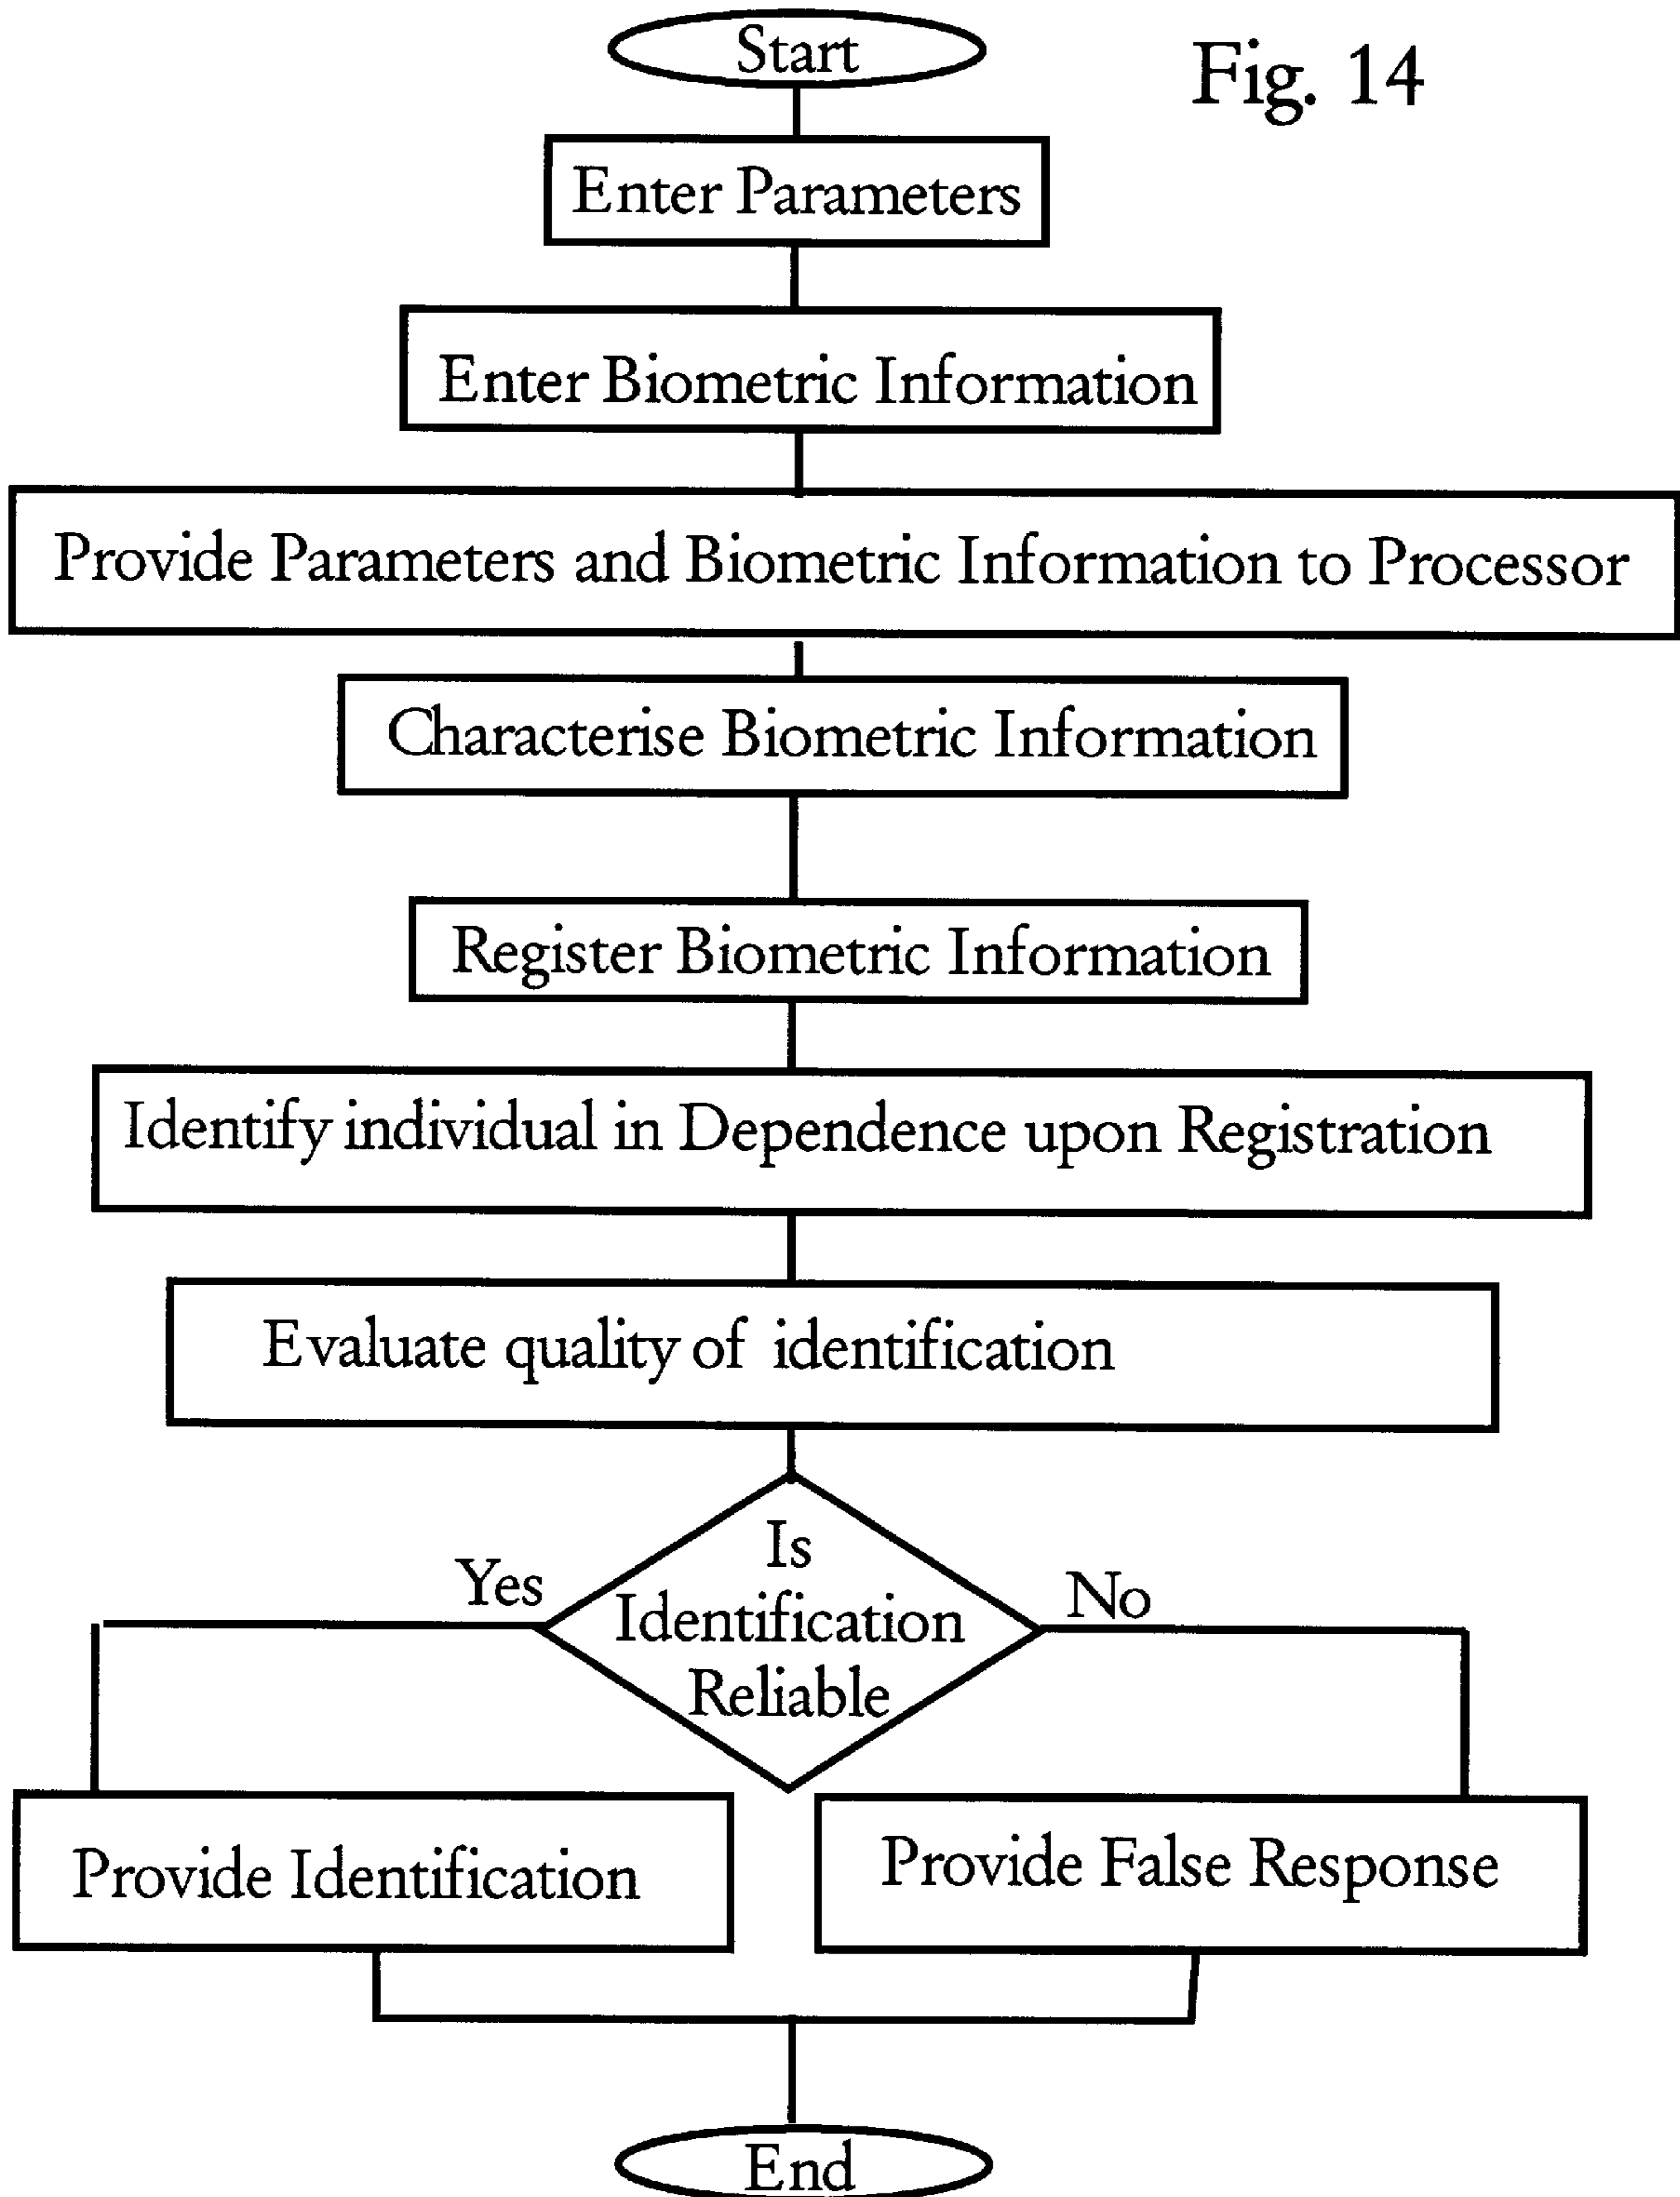 Start
Fig. 14
Enter Parameters
Enter Biometric Information
Provide Parameters and Biometric Information to Processor
Characterise Biometric Information
Register Biometric Information
Identify individual in Dependence upon Registration
Evaluate quality of identification
Is
Identification
Reliable
Yes
No
Provide Identification
Provide False Response
End